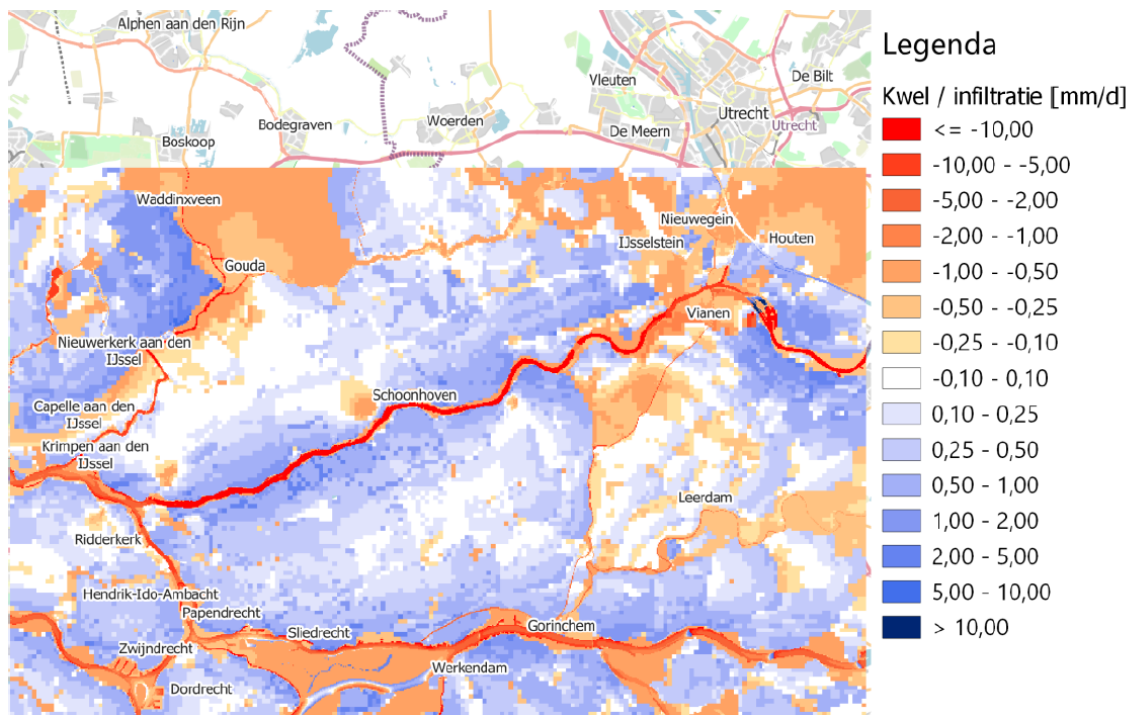 Alphen aan den Rijn
Vleuten
De Bilt
Utrecht
Utrecht
Bodegraven
Woerden
De Meern
Boskoop
Waddinxveen
Nieuwegein
IJsselstein
Houten
Gouda
Vianen
Nieuwerkerk aan den
IJssel
Schoonhoven
Capelle aan den
IJssel
Krimpen aan den
IJssel
Leerdam
Ridderkerk
Hendrik-Ido-Ambacht
Papendrecht
Sliedrecht
Gorinchem
Zwijndrecht
Werkendam
Dordrecht
Legenda
Kwel / infiltratie [mm/d]
<= -10,00
-10,00 - -5,00
-5,00 - -2,00
-2,00 - -1,00
-1,00 - -0,50
-0,50 - -0,25
-0,25 - -0,10
-0,10 - 0,10
0,10 - 0,25
0,25 - 0,50
0,50 - 1,00
1,00 - 2,00
2,00 - 5,00
5,00 - 10,00
> 10,00